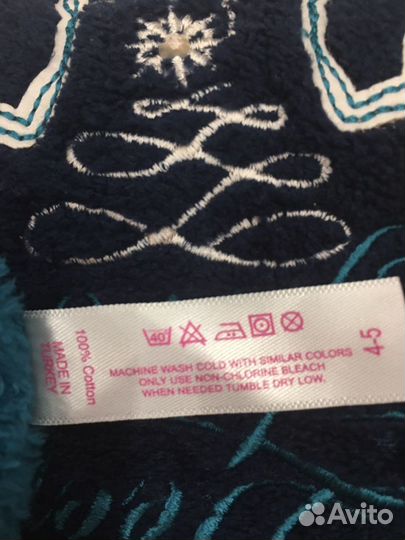 100% Cotton
MADE IN
TURKEY
40°
MACHINE WASH COLD WITH SIMILAR COLORS
ONLY USE NON-CHLORINE BLEACH
WHEN NEEDED TUMBLE DRY LOW.
4-5
Avito